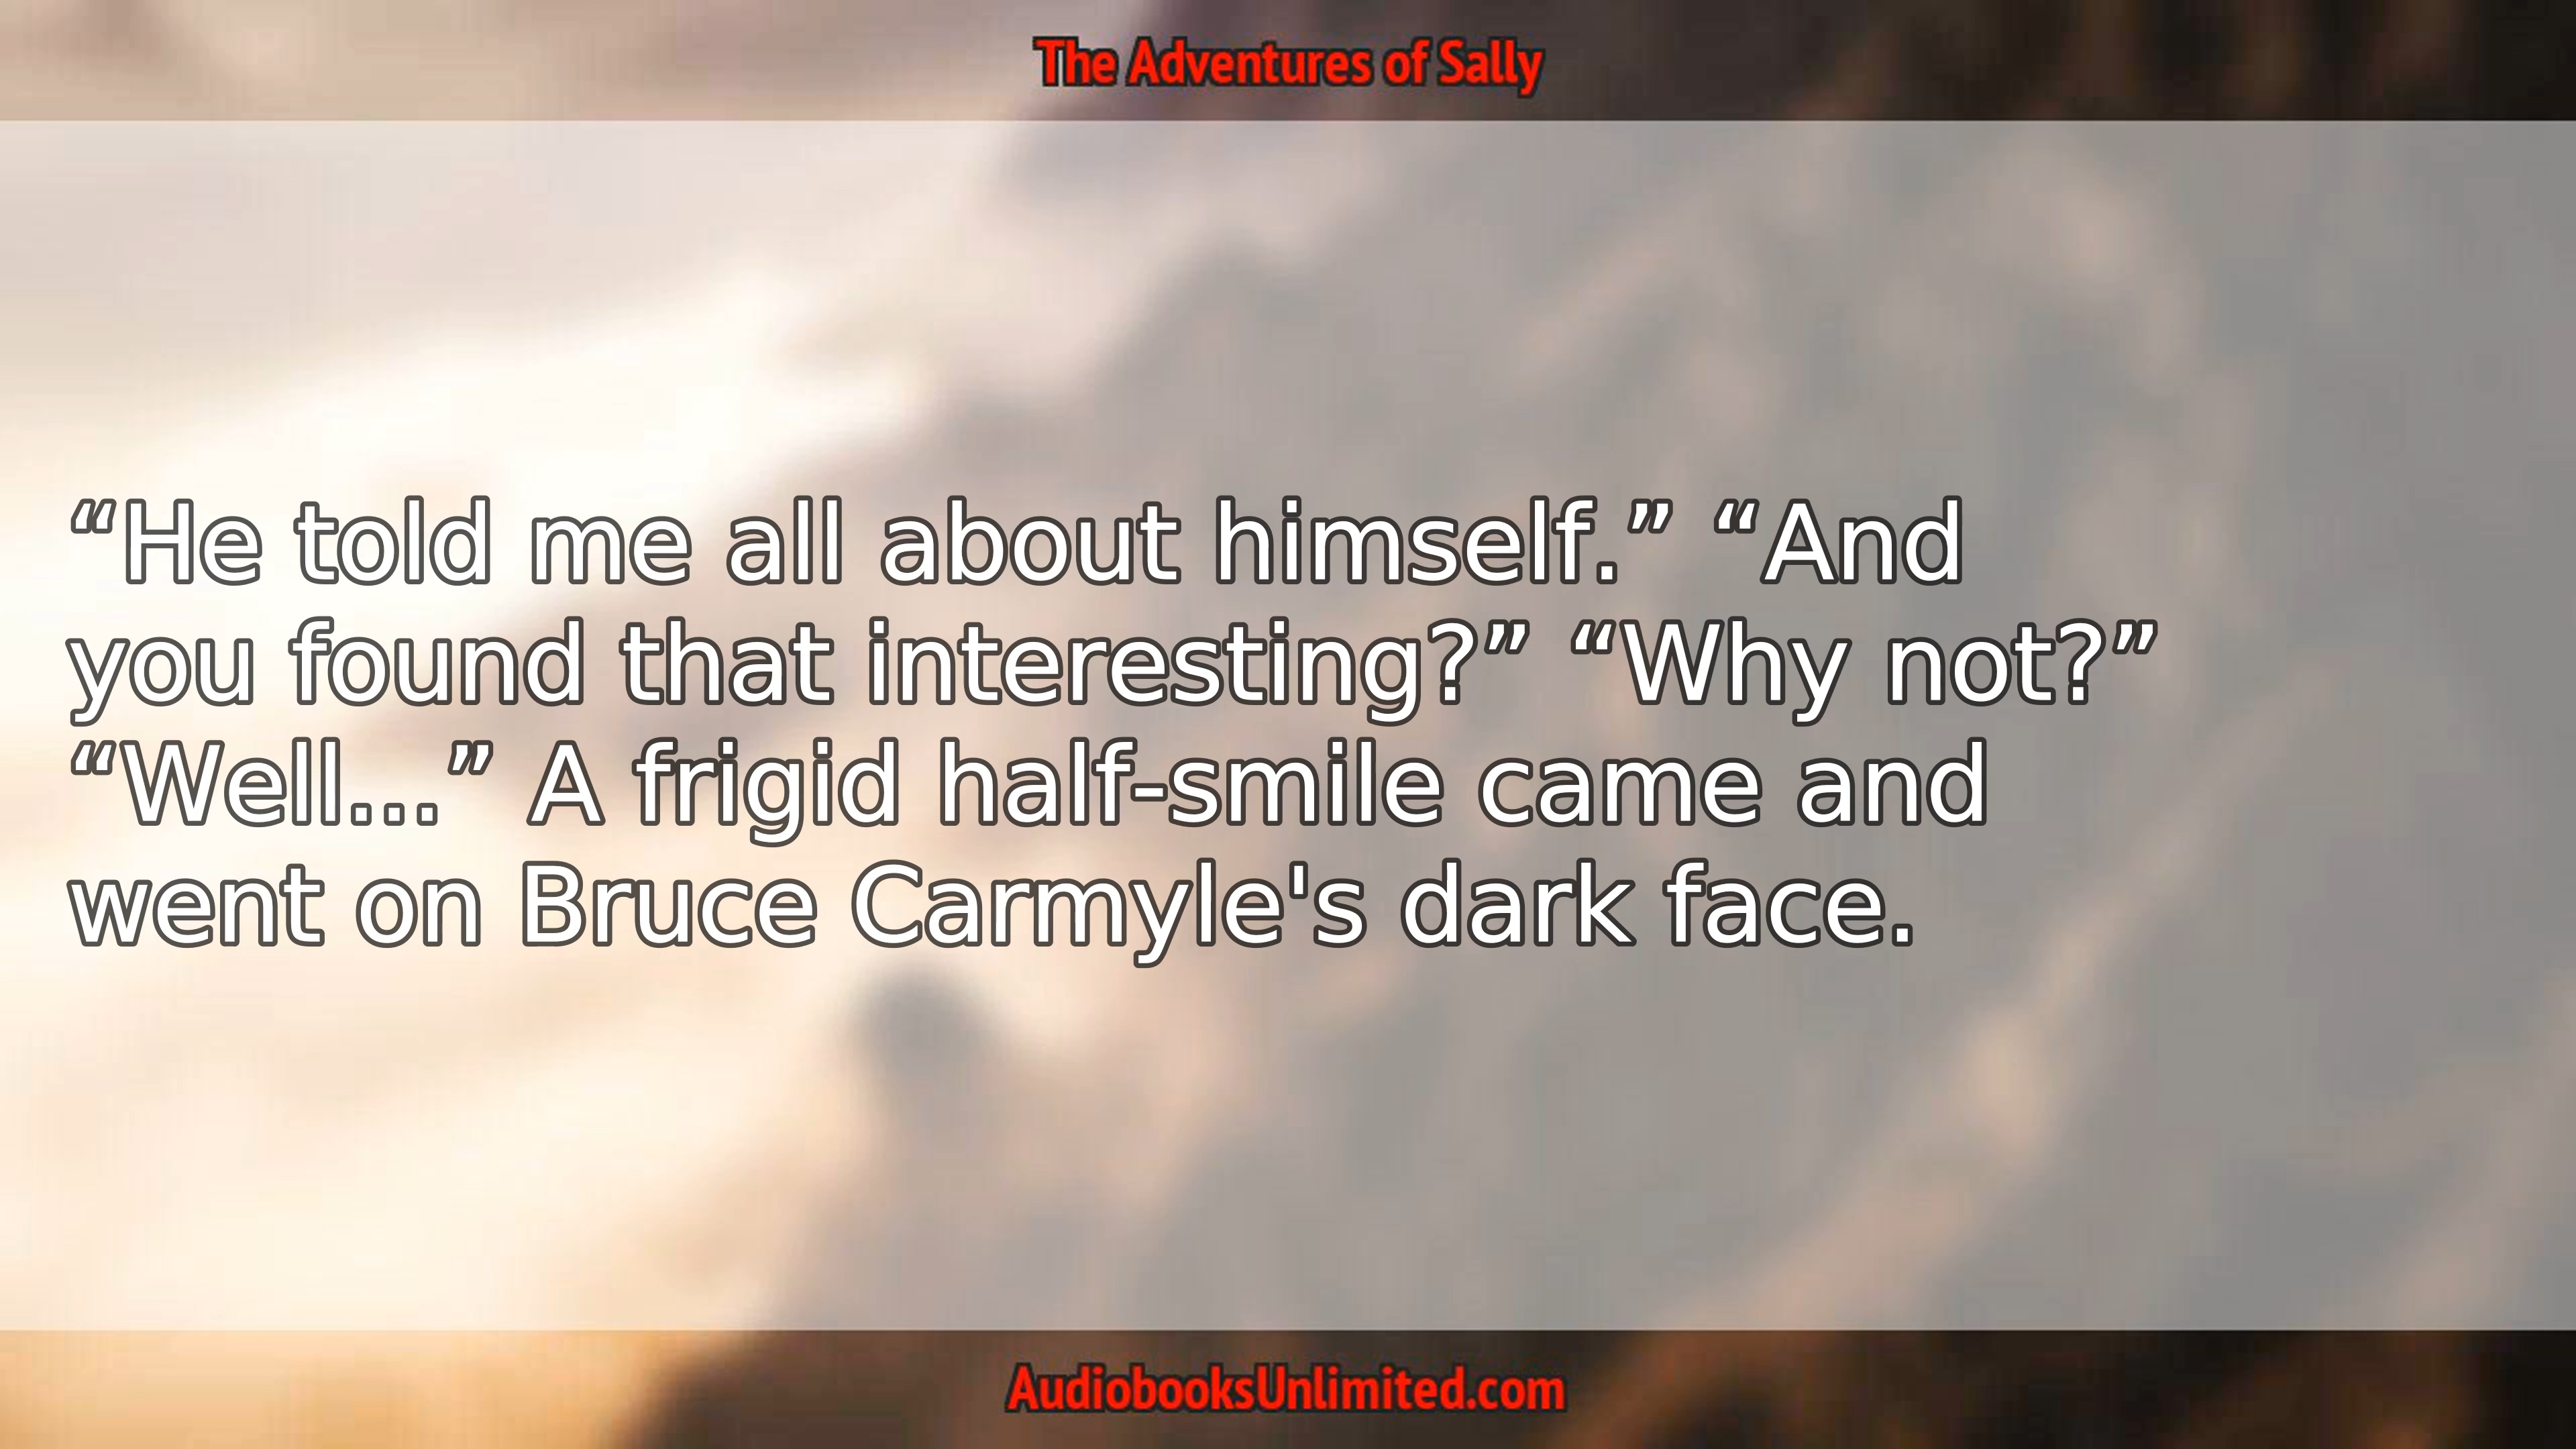 The Adventures of Sally
“He told me all about himself.” “And
you found that interesting?” “Why not?”
“Well...” A frigid half-smile came and
went on Bruce Carmyle's dark face.
AudiobooksUnlimited.com